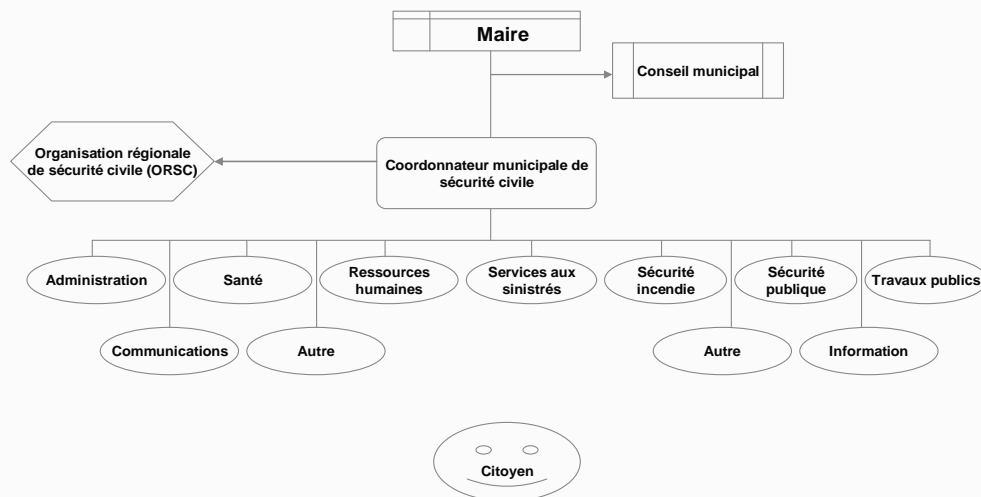 Maire
Conseil municipal
Organisation régionale
de sécurité civile (ORSC)
Coordonnateur municipale de
sécurité civile
Administration
Santé
Ressources
humaines
Services aux
sinistrés
Sécurité
incendie
Sécurité
publique
Travaux publics
Communications
Autre
Autre
Information
Citoyen